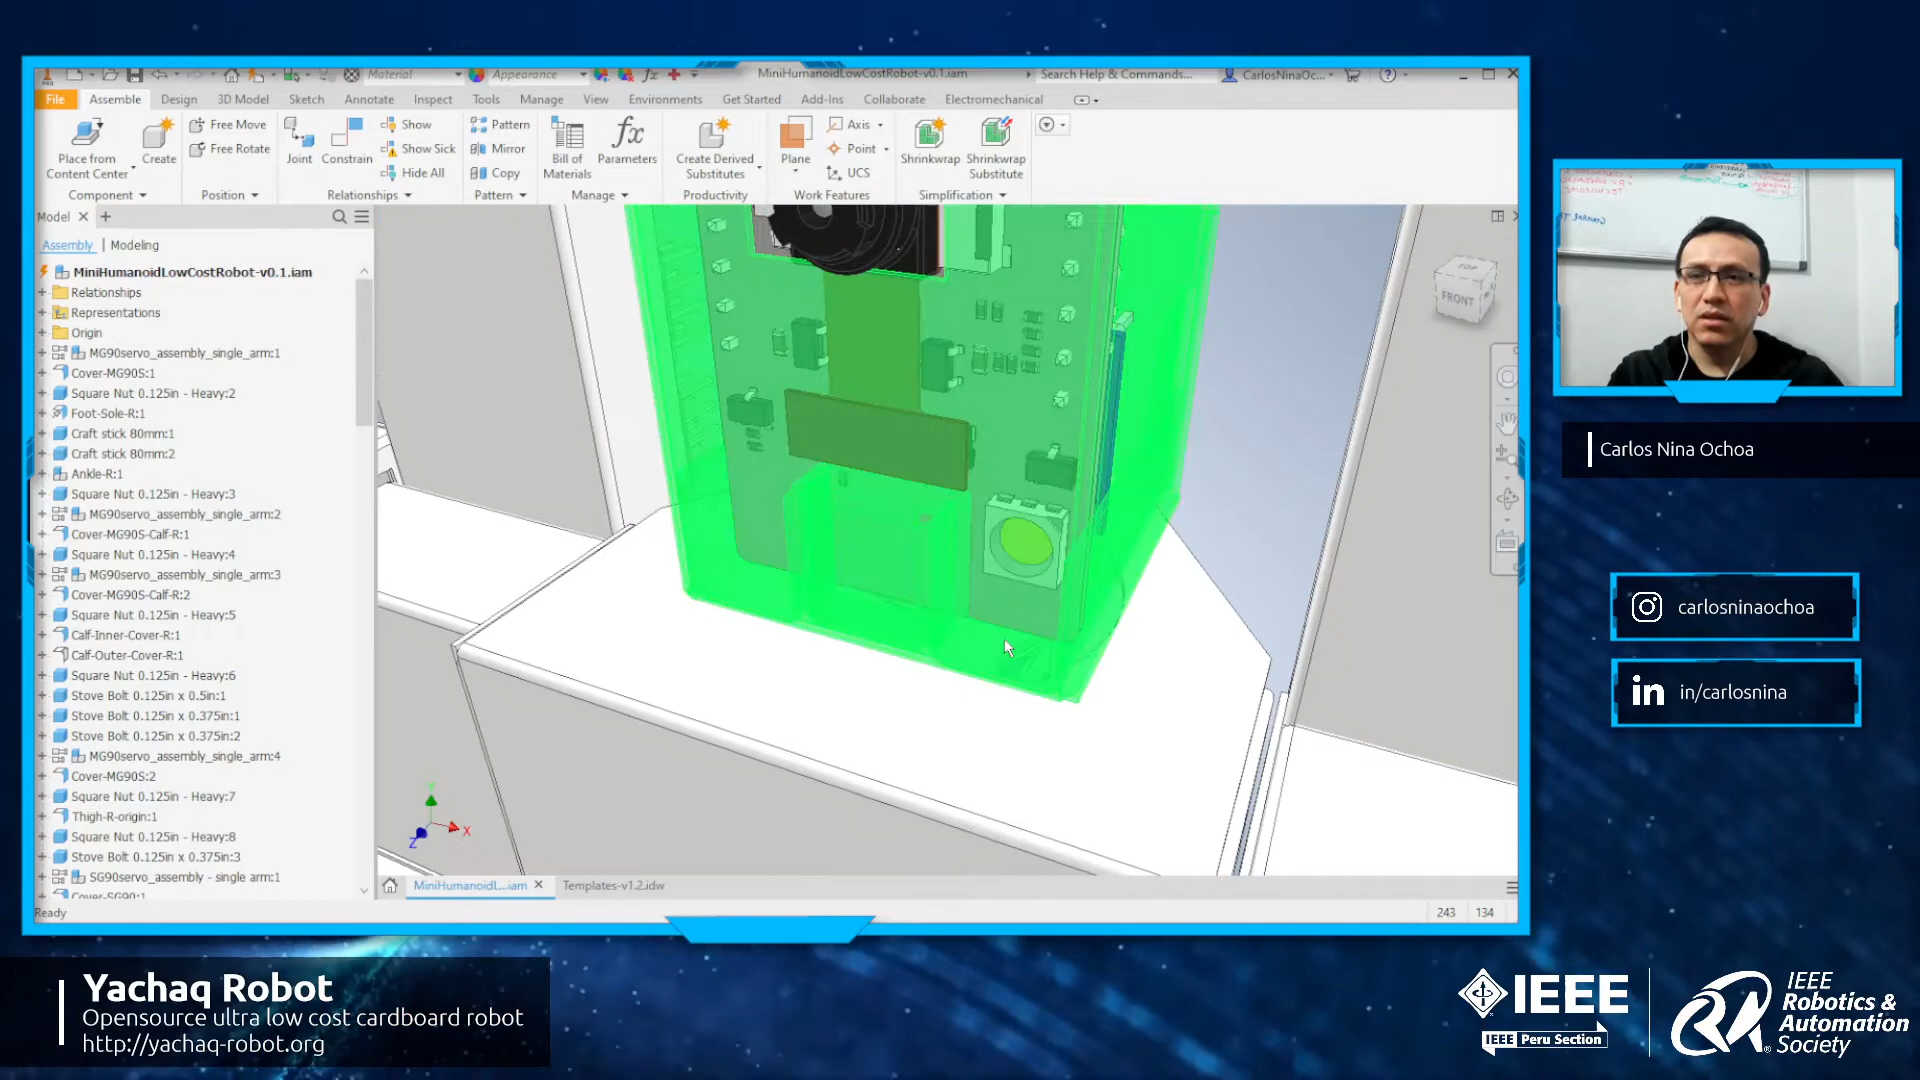 Material
Appearance
MiniHumanoidLowCostRobot-v0.1.iam
Search Help & Commands...
CarlosNinaOc...
File
Assemble
Design
3D Model
Sketch
Annotate
Inspect
Tools
Manage
View
Environments
Get Started
Add-Ins
Collaborate
Electromechanical
Place from
Content Center
Create
Free Move
Free Rotate
Joint
Constrain
Show
Show Sick
Hide All
Pattern
Mirror
Copy
Bill of
Materials
fx
Parameters
Create Derived
Substitutes
Plane
Axis
Point
UCS
Shrinkwrap
Shrinkwrap
Substitute
Component
Position
Relationships
Pattern
Manage
Productivity
Work Features
Simplification
Model
Assembly | Modeling
MiniHumanoidLowCostRobot-v0.1.iam
Relationships
Representations
Origin
MG90servo_assembly_single_arm:1
Cover-MG90S:1
Square Nut 0.125in - Heavy:2
Foot-Sole-R:1
Craft stick 80mm:1
Craft stick 80mm:2
Ankle-R:1
Square Nut 0.125in - Heavy:3
MG90servo_assembly_single_arm:2
Cover-MG90S-Calf-R:1
Square Nut 0.125in - Heavy:4
MG90servo_assembly_single_arm:3
Cover-MG90S-Calf-R:2
Square Nut 0.125in - Heavy:5
Calf-Inner-Cover-R:1
Calf-Outer-Cover-R:1
Square Nut 0.125in - Heavy:6
Stove Bolt 0.125in x 0.5in:1
Stove Bolt 0.125in x 0.375in:1
Stove Bolt 0.125in x 0.375in:2
MG90servo_assembly_single_arm:4
Cover-MG90S:2
Square Nut 0.125in - Heavy:7
Thigh-R-origin:1
Square Nut 0.125in - Heavy:8
Stove Bolt 0.125in x 0.375in:3
SG90servo_assembly - single arm:1
Cover-SG90:1
TOP
FRONT
Y
X
Z
MiniHumanoidL...iam
Templates-v1.2.idw
Ready
243
134
Carlos Nina Ochoa
carlosninaochoa
in/carlosnina
Yachaq Robot
Opensource ultra low cost cardboard robot
http://yachaq-robot.org
IEEE
IEEE Peru Section
IEEE
Robotics &
Automation
Society